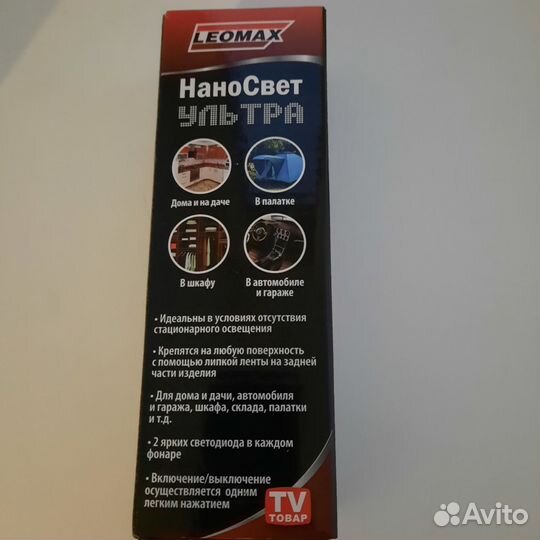 LEOMAX
НаноСвет
УЛЬТРА
Дома и на даче
В палатке
В шкафу
В автомобиле
и гараже
• Идеальны в условиях отсутствия
стационарного освещения
• Крепятся на любую поверхность
с помощью липкой ленты на задней
части изделия
• Для дома и дачи, автомобиля
и гаража, шкафа, склада, палатки
и т.д.
• 2 ярких светодиода в каждом
фонаре
• Включение/выключение
осуществляется одним
легким нажатием
TV
ТОВАР
Avito